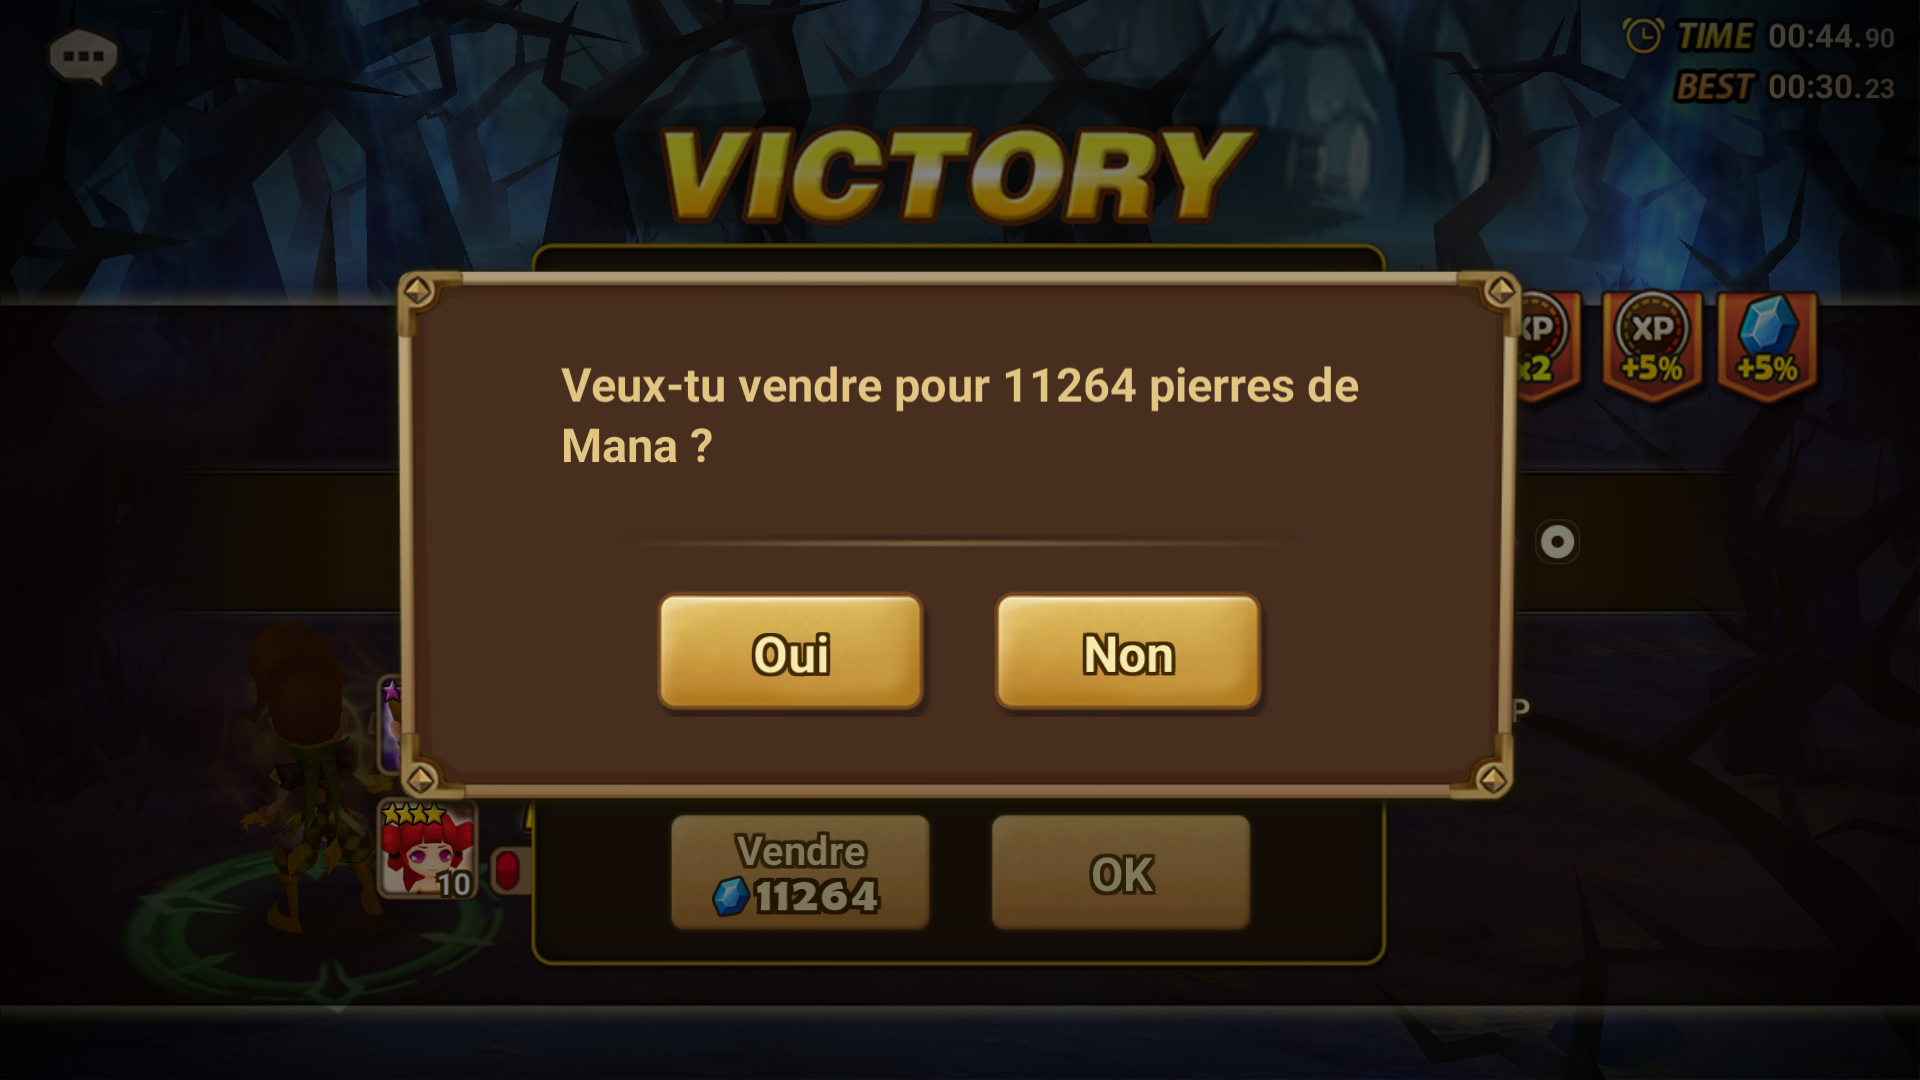 TIME 00:44.90
BEST 00:30.23
VICTORY
XP
x2
XP
+5%
+5%
Veux-tu vendre pour 11264 pierres de
Mana ?
Oui
Non
10
Vendre
11264
OK